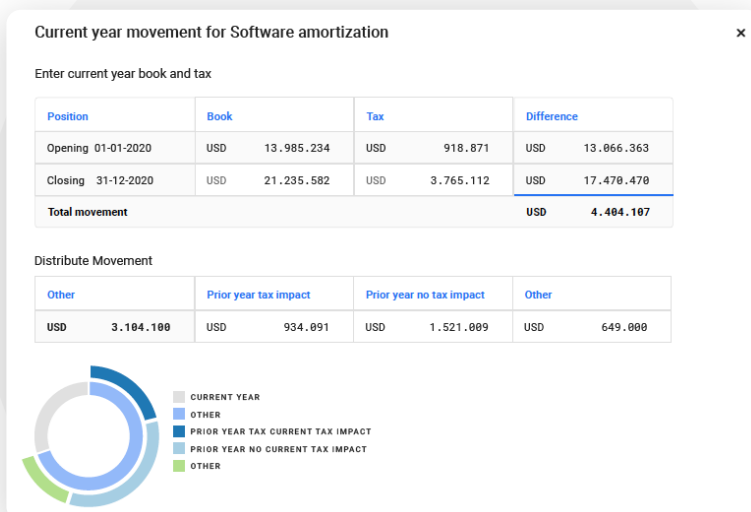 Current year movement for Software amortization ×
Enter current year book and tax
Position Book Tax Difference
Opening 01-01-2020 USD 13.985.234 USD 918.871 USD 13.066.363
Closing 31-12-2020 USD 21.235.582 USD 3.765.112 USD 17.470.470
Total movement USD 4.404.107
Distribute Movement
Other Prior year tax impact Prior year no tax impact Other
USD 3.104.100 USD 934.091 USD 1.521.009 USD 649.000
CURRENT YEAR
OTHER
PRIOR YEAR TAX CURRENT TAX IMPACT
PRIOR YEAR NO CURRENT TAX IMPACT
OTHER